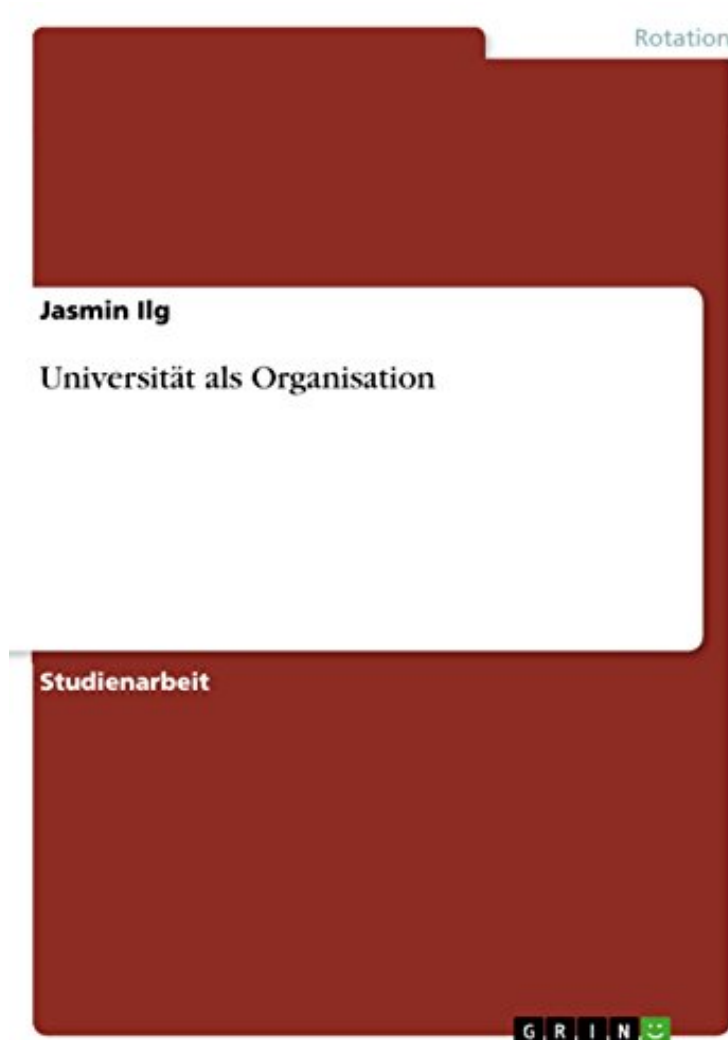 Rotation
Jasmin Ilg
Universität als Organisation
Studienarbeit
GRIN